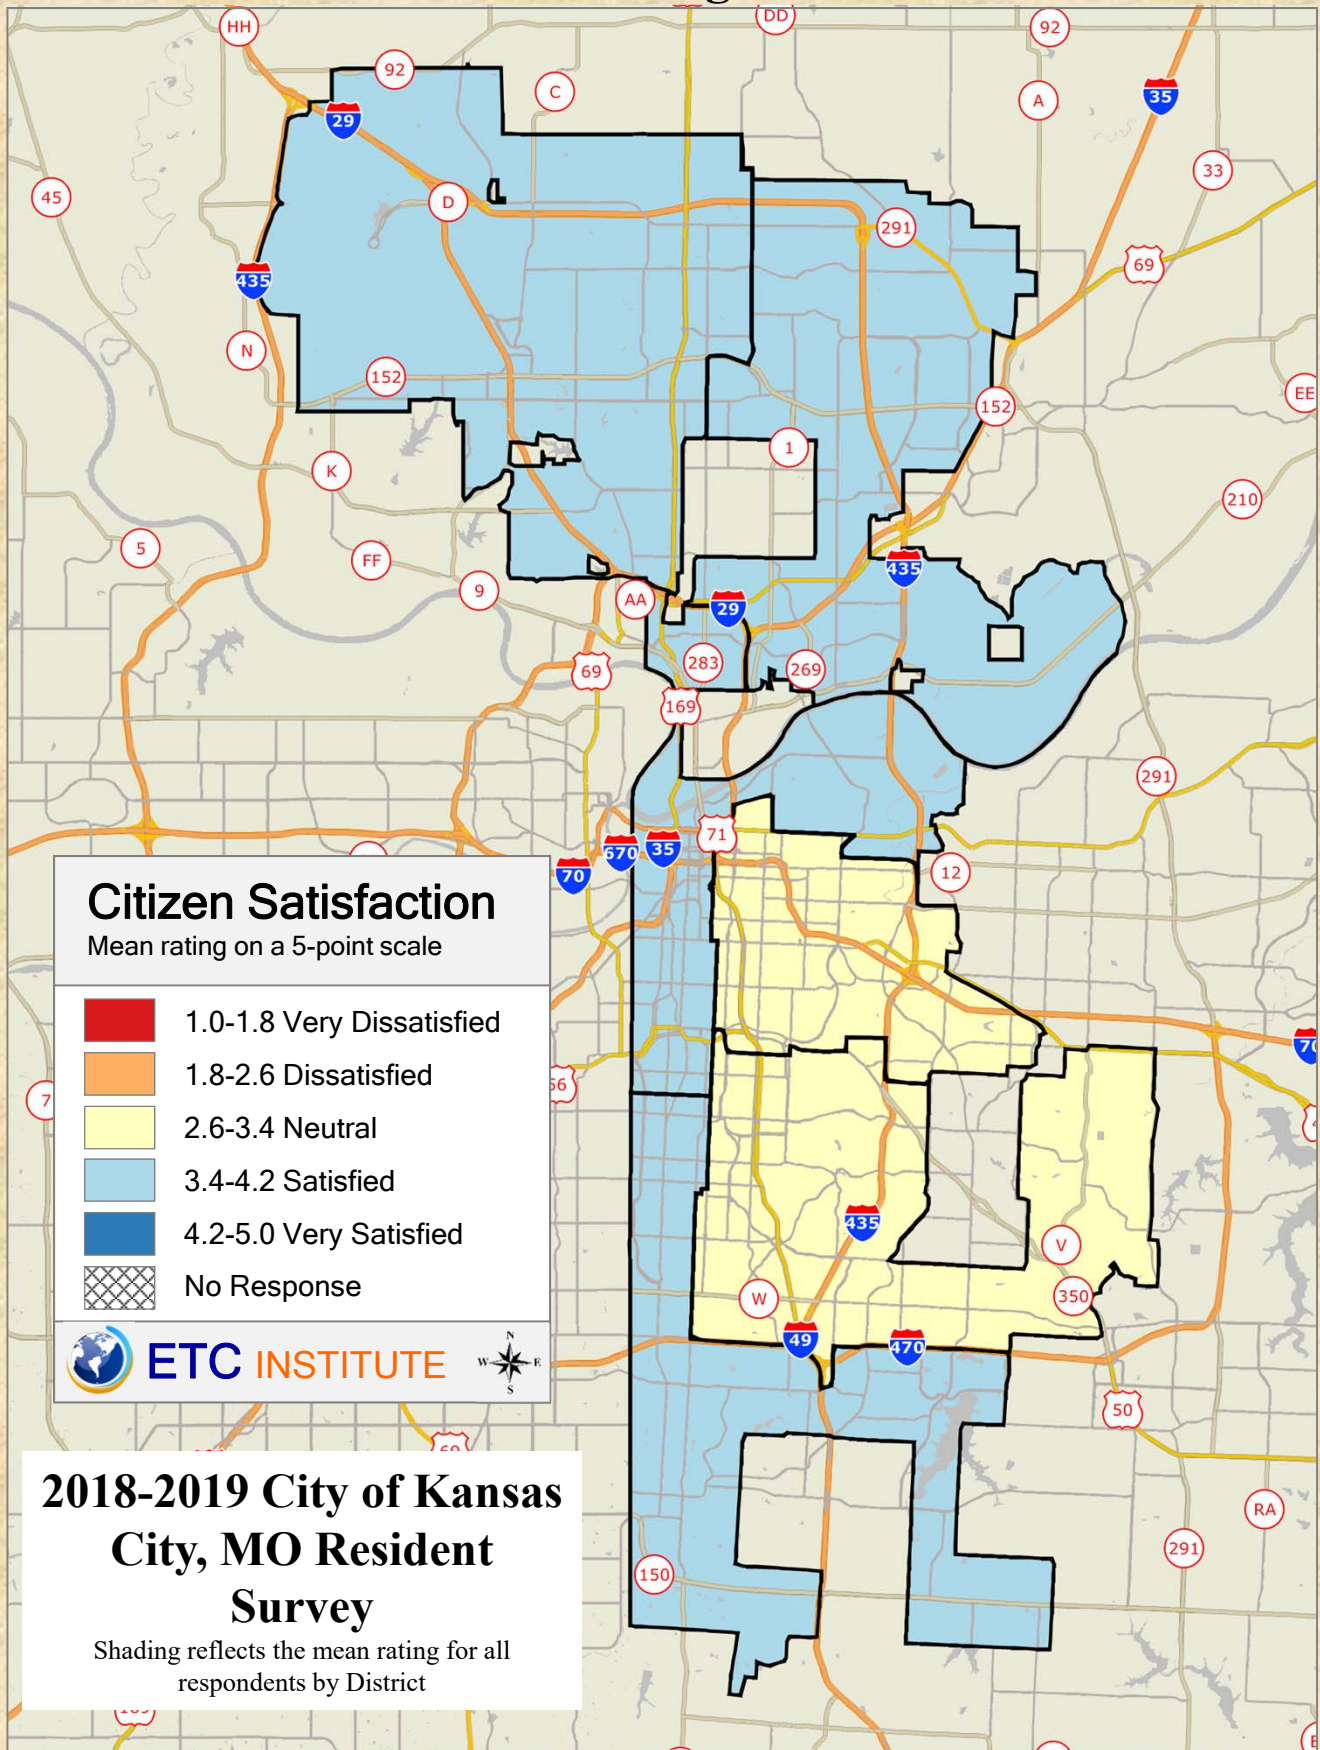 HH
DD
92
92
C
A
35
29
33
45
D
291
69
435
N
152
152
EE
1
K
210
5
FF
435
9
AA
29
283
269
69
169
291
71
670
35
70
12
Citizen Satisfaction
Mean rating on a 5-point scale
1.0-1.8 Very Dissatisfied
1.8-2.6 Dissatisfied
2.6-3.4 Neutral
3.4-4.2 Satisfied
4.2-5.0 Very Satisfied
No Response
ETC INSTITUTE
N
W E
S
70
7
435
V
350
W
49
470
50
2018-2019 City of Kansas
City, MO Resident
Survey
Shading reflects the mean rating for all
respondents by District
RA
291
150